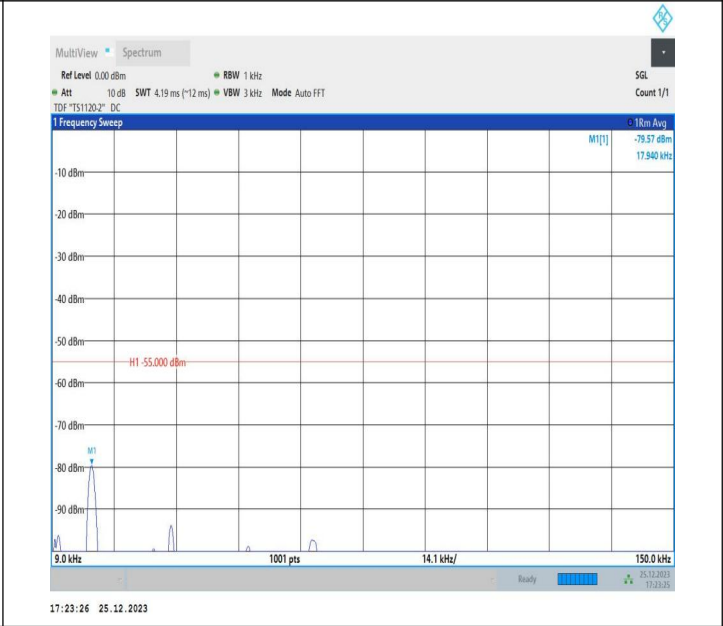 MultiView Spectrum
Ref Level 0.00 dBm RBW 1 kHz SGL
Att 10 dB SWT 4.19 ms (~12 ms) VBW 3 kHz Mode Auto FFT Count 1/1
TDF "TS1120-2" DC
1 Frequency Sweep 1Rm Avg
M1[1] -79.57 dBm
17.940 kHz
-10 dBm
-20 dBm
-30 dBm
-40 dBm
-50 dBm
H1 -55.000 dBm
-60 dBm
-70 dBm
M1
-80 dBm
-90 dBm
9.0 kHz 1001 pts 14.1 kHz/ 150.0 kHz
Ready 25.12.2023
17:23:25
17:23:26 25.12.2023